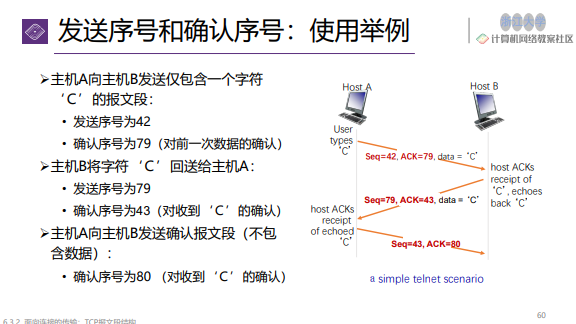 发送序号和确认序号：使用举例
浙江大学
计算机网络教案社区
➢主机A向主机B发送仅包含一个字符
‘C’的报文段：
• 发送序号为42
• 确认序号为79（对前一次数据的确认）
➢主机B将字符‘C’回送给主机A：
• 发送序号为79
• 确认序号为43（对收到‘C’的确认）
➢主机A向主机B发送确认报文段（不包
含数据）：
• 确认序号为80 （对收到‘C’的确认）
Host A
Host B
User
types
‘C’
Seq=42, ACK=79, data = ‘C’
host ACKs
receipt of
‘C’, echoes
back ‘C’
Seq=79, ACK=43, data = ‘C’
host ACKs
receipt
of echoed
‘C’
Seq=43, ACK=80
a simple telnet scenario
6.3.2 面向连接的传输：TCP报文段结构
60